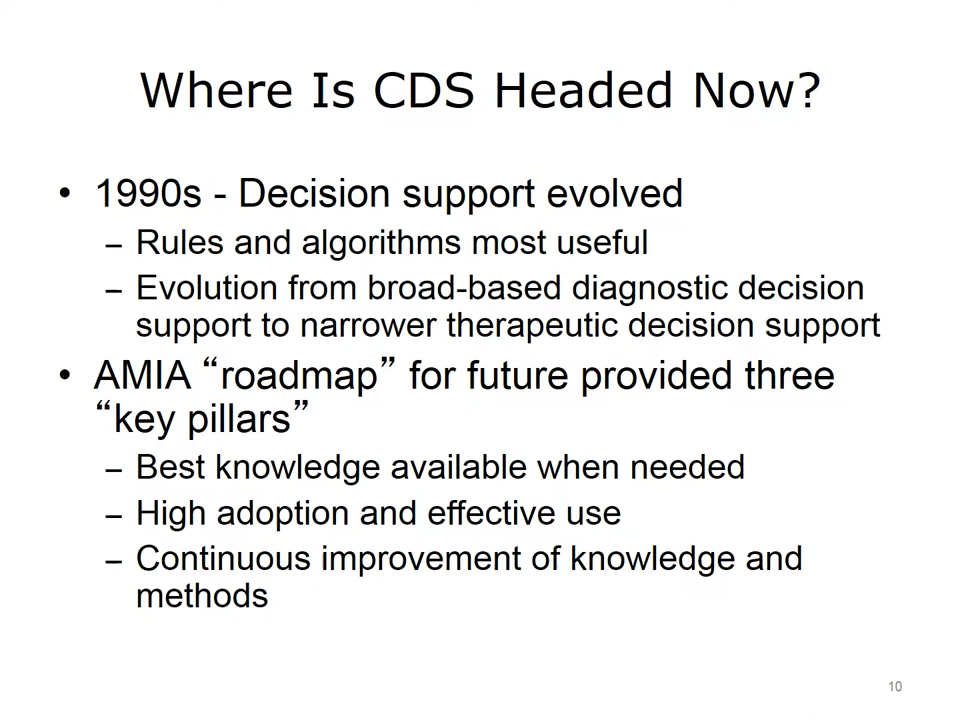 Where Is CDS Headed Now?
• 1990s - Decision support evolved
– Rules and algorithms most useful
– Evolution from broad-based diagnostic decision
support to narrower therapeutic decision support
• AMIA “roadmap” for future provided three
“key pillars”
– Best knowledge available when needed
– High adoption and effective use
– Continuous improvement of knowledge and
methods
10